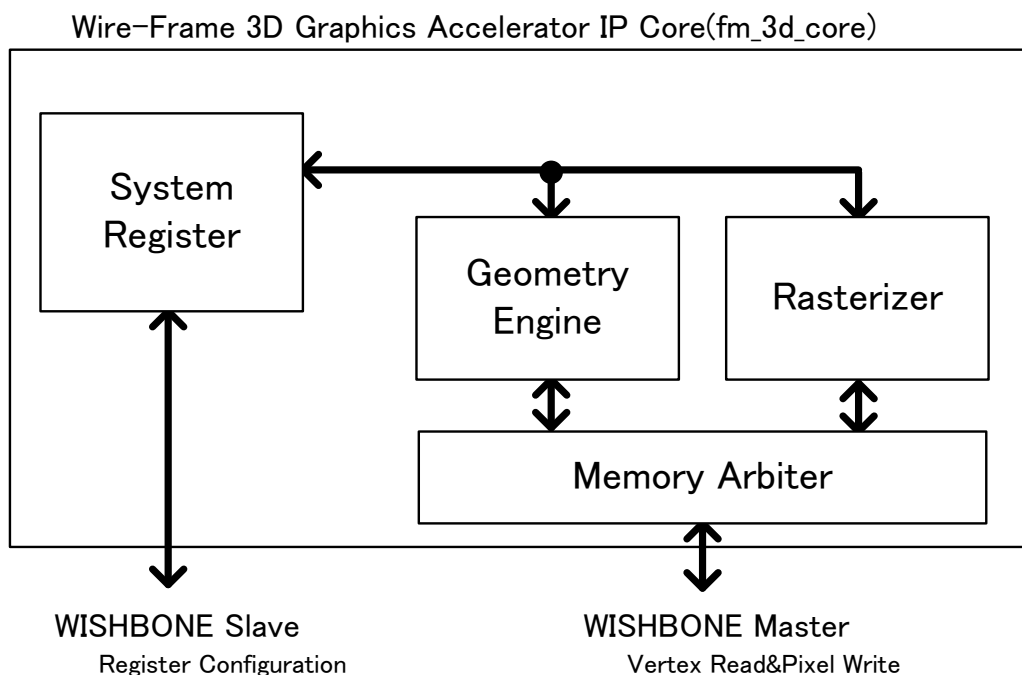 Wire-Frame 3D Graphics Accelerator IP Core(fm_3d_core)
System
Register
Geometry
Engine
Rasterizer
Memory Arbiter
WISHBONE Slave
Register Configuration
WISHBONE Master
Vertex Read&Pixel Write